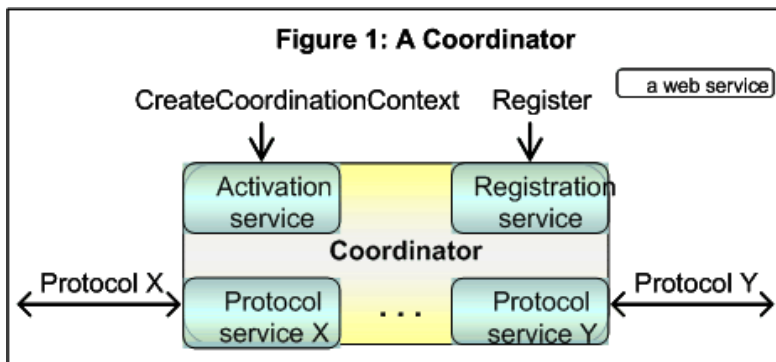 Figure 1: A Coordinator
a web service
CreateCoordinationContext Register
Activation service
Registration service
Coordinator
Protocol X
Protocol Y
Protocol service X
. . .
Protocol service Y